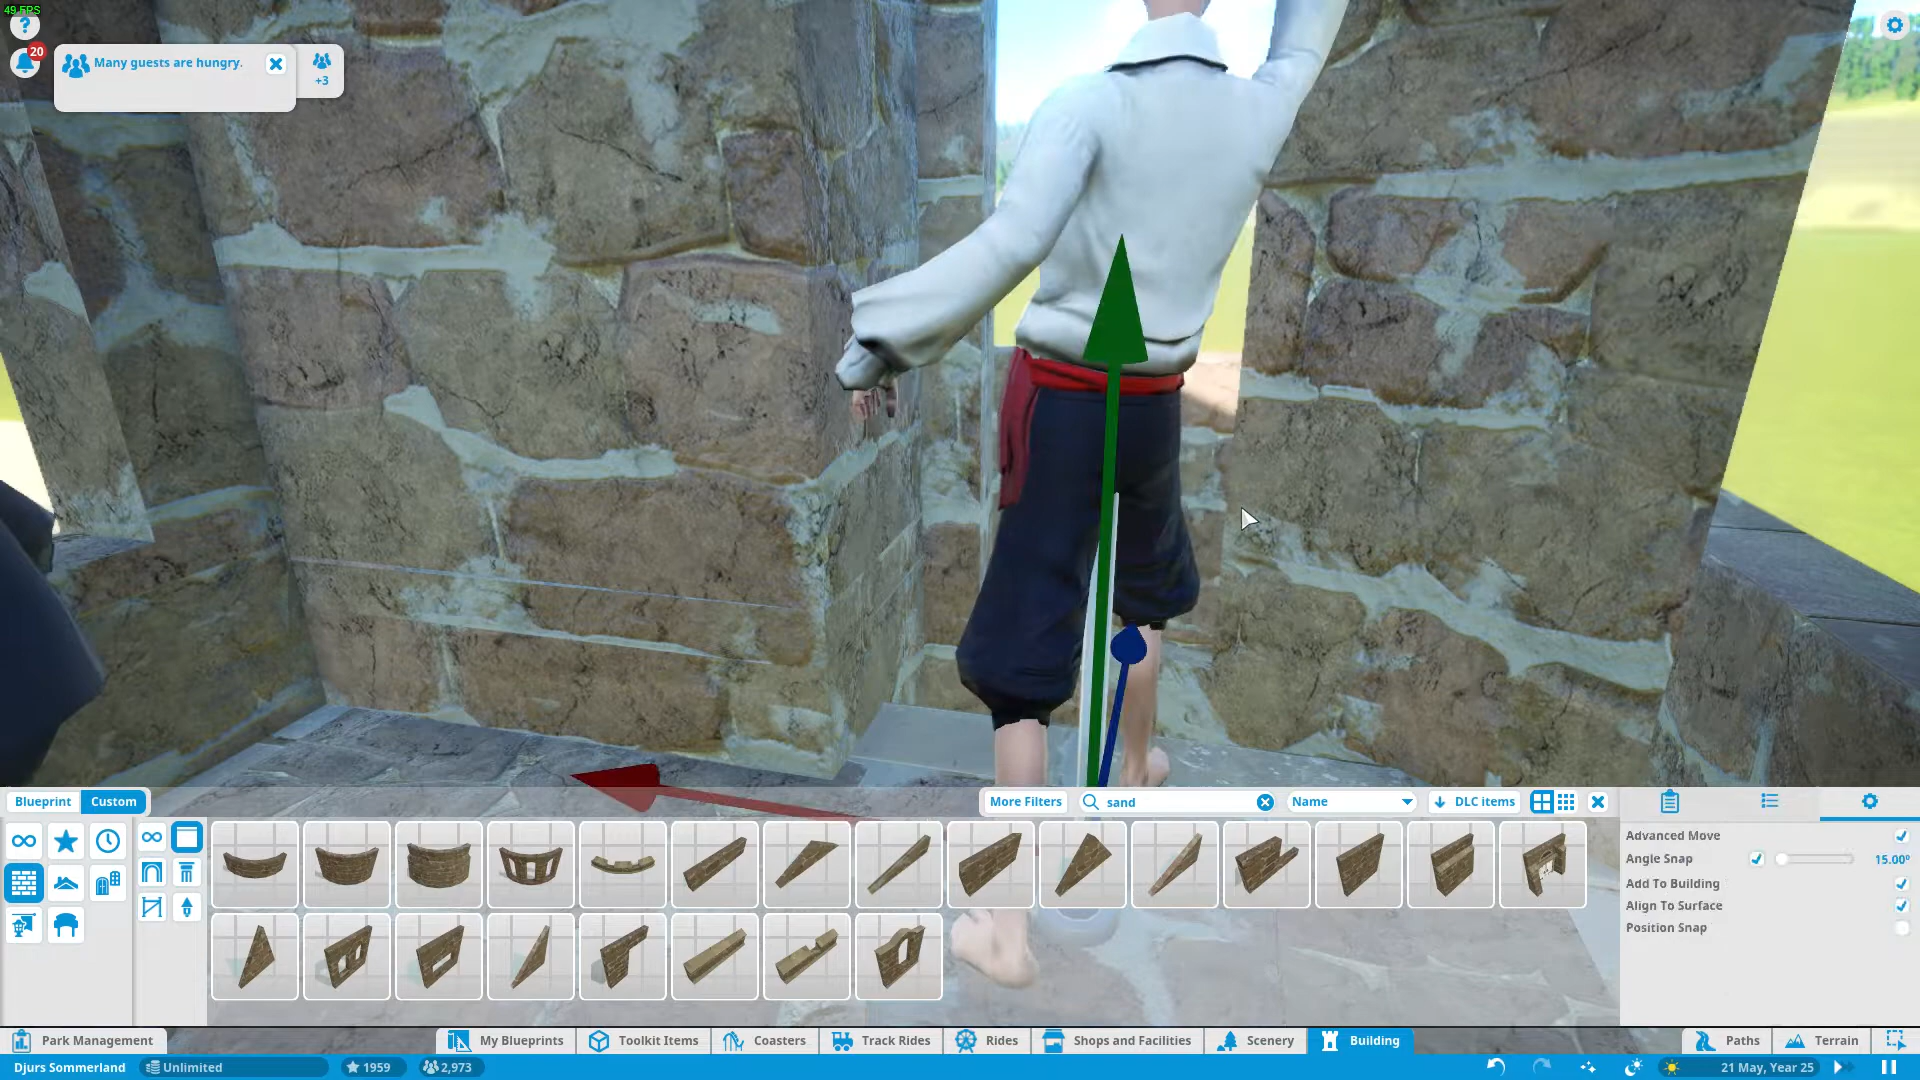 49 FPS
?
20
Many guests are hungry.
+3
Blueprint
Custom
More Filters
sand
Name
DLC items
Advanced Move
Angle Snap
15.00°
Add To Building
Align To Surface
Position Snap
Park Management
My Blueprints
Toolkit Items
Coasters
Track Rides
Rides
Shops and Facilities
Scenery
Building
Paths
Terrain
Djurs Sommerland
Unlimited
1959
2,973
21 May, Year 25